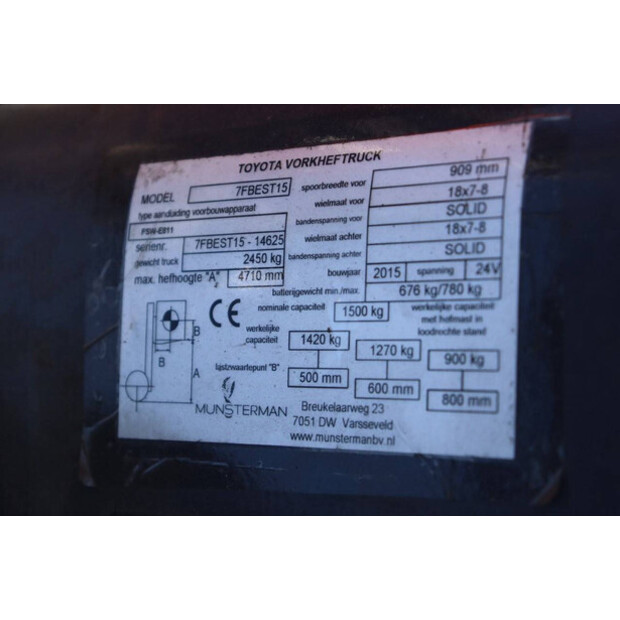 TOYOTA VORKHEFTRUCK
MODEL 7FBEST15 spoorbreedte voor 909 mm
type aanduiding voorbouwapparaat wielmaat voor 18x7-8
FSW-E811 bandenspanning voor SOLID
serienr. 7FBEST15 - 14625 wielmaat achter 18x7-8
gewicht truck 2450 kg bandenspanning achter SOLID
max. hefhoogte "A" 4710 mm bouwjaar 2015 spanning 24V
batterijgewicht min./max. 676 kg/780 kg
CE nominale capaciteit 1500 kg werkelijke capaciteit
met hefmast in
loodrechte stand
werkelijke
capaciteit 1420 kg 1270 kg 900 kg
lastzwaartepunt "B" 500 mm 600 mm 800 mm
B
B
A
MUNSTERMAN
Breukelaarweg 23
7051 DW Varsseveld
www.munstermanbv.nl